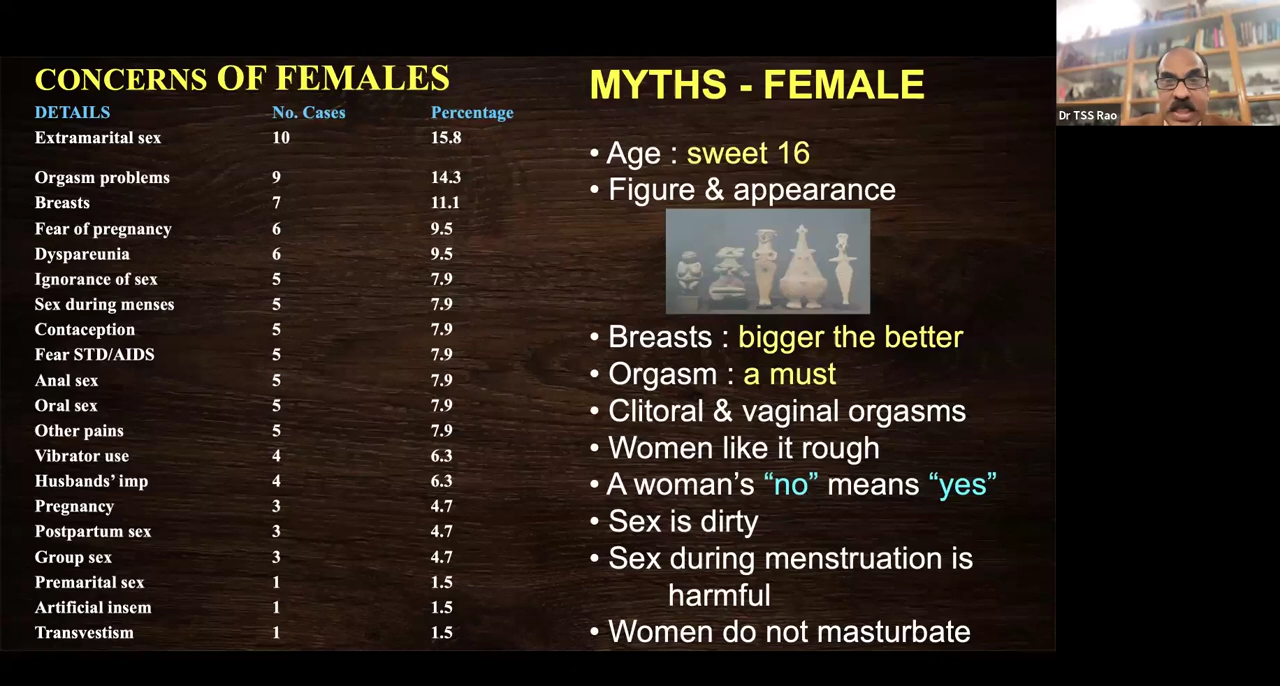 CONCERNS OF FEMALES
DETAILS No. Cases Percentage
Extramarital sex 10 15.8
Orgasm problems 9 14.3
Breasts 7 11.1
Fear of pregnancy 6 9.5
Dyspareunia 6 9.5
Ignorance of sex 5 7.9
Sex during menses 5 7.9
Contaception 5 7.9
Fear STD/AIDS 5 7.9
Anal sex 5 7.9
Oral sex 5 7.9
Other pains 5 7.9
Vibrator use 4 6.3
Husbands' imp 4 6.3
Pregnancy 3 4.7
Postpartum sex 3 4.7
Group sex 3 4.7
Premarital sex 1 1.5
Artificial insem 1 1.5
Transvestism 1 1.5
MYTHS - FEMALE
• Age : sweet 16
• Figure & appearance
• Breasts : bigger the better
• Orgasm : a must
• Clitoral & vaginal orgasms
• Women like it rough
• A woman's “no” means “yes”
• Sex is dirty
• Sex during menstruation is
harmful
• Women do not masturbate
Dr TSS Rao